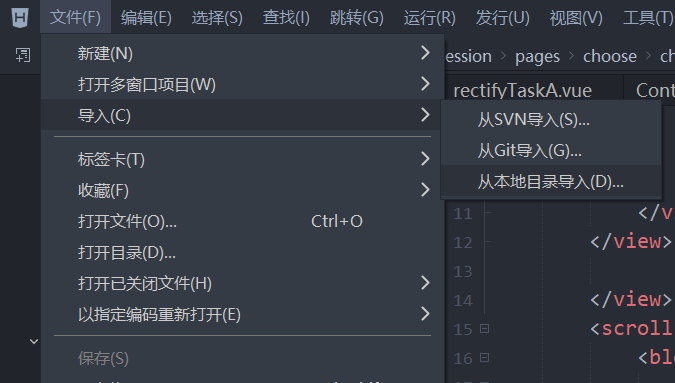 H 文件(F) 编辑(E) 选择(S) 查找(I) 跳转(G) 运行(R) 发行(U) 视图(V) 工具(T)
新建(N)
ession > pages > choose > ch
打开多窗口项目(W)
rectifyTaskA.vue Cont
导入(C)
从SVN导入(S)...
从Git导入(G)...
标签卡(T)
从本地目录导入(D)...
收藏(F)
11 </v
打开文件(O)... Ctrl+O
12 </view>
打开目录(D)...
13
打开已关闭文件(H)
14 </view>
以指定编码重新打开(E)
15 <scroll
保存(S)
16 <blo